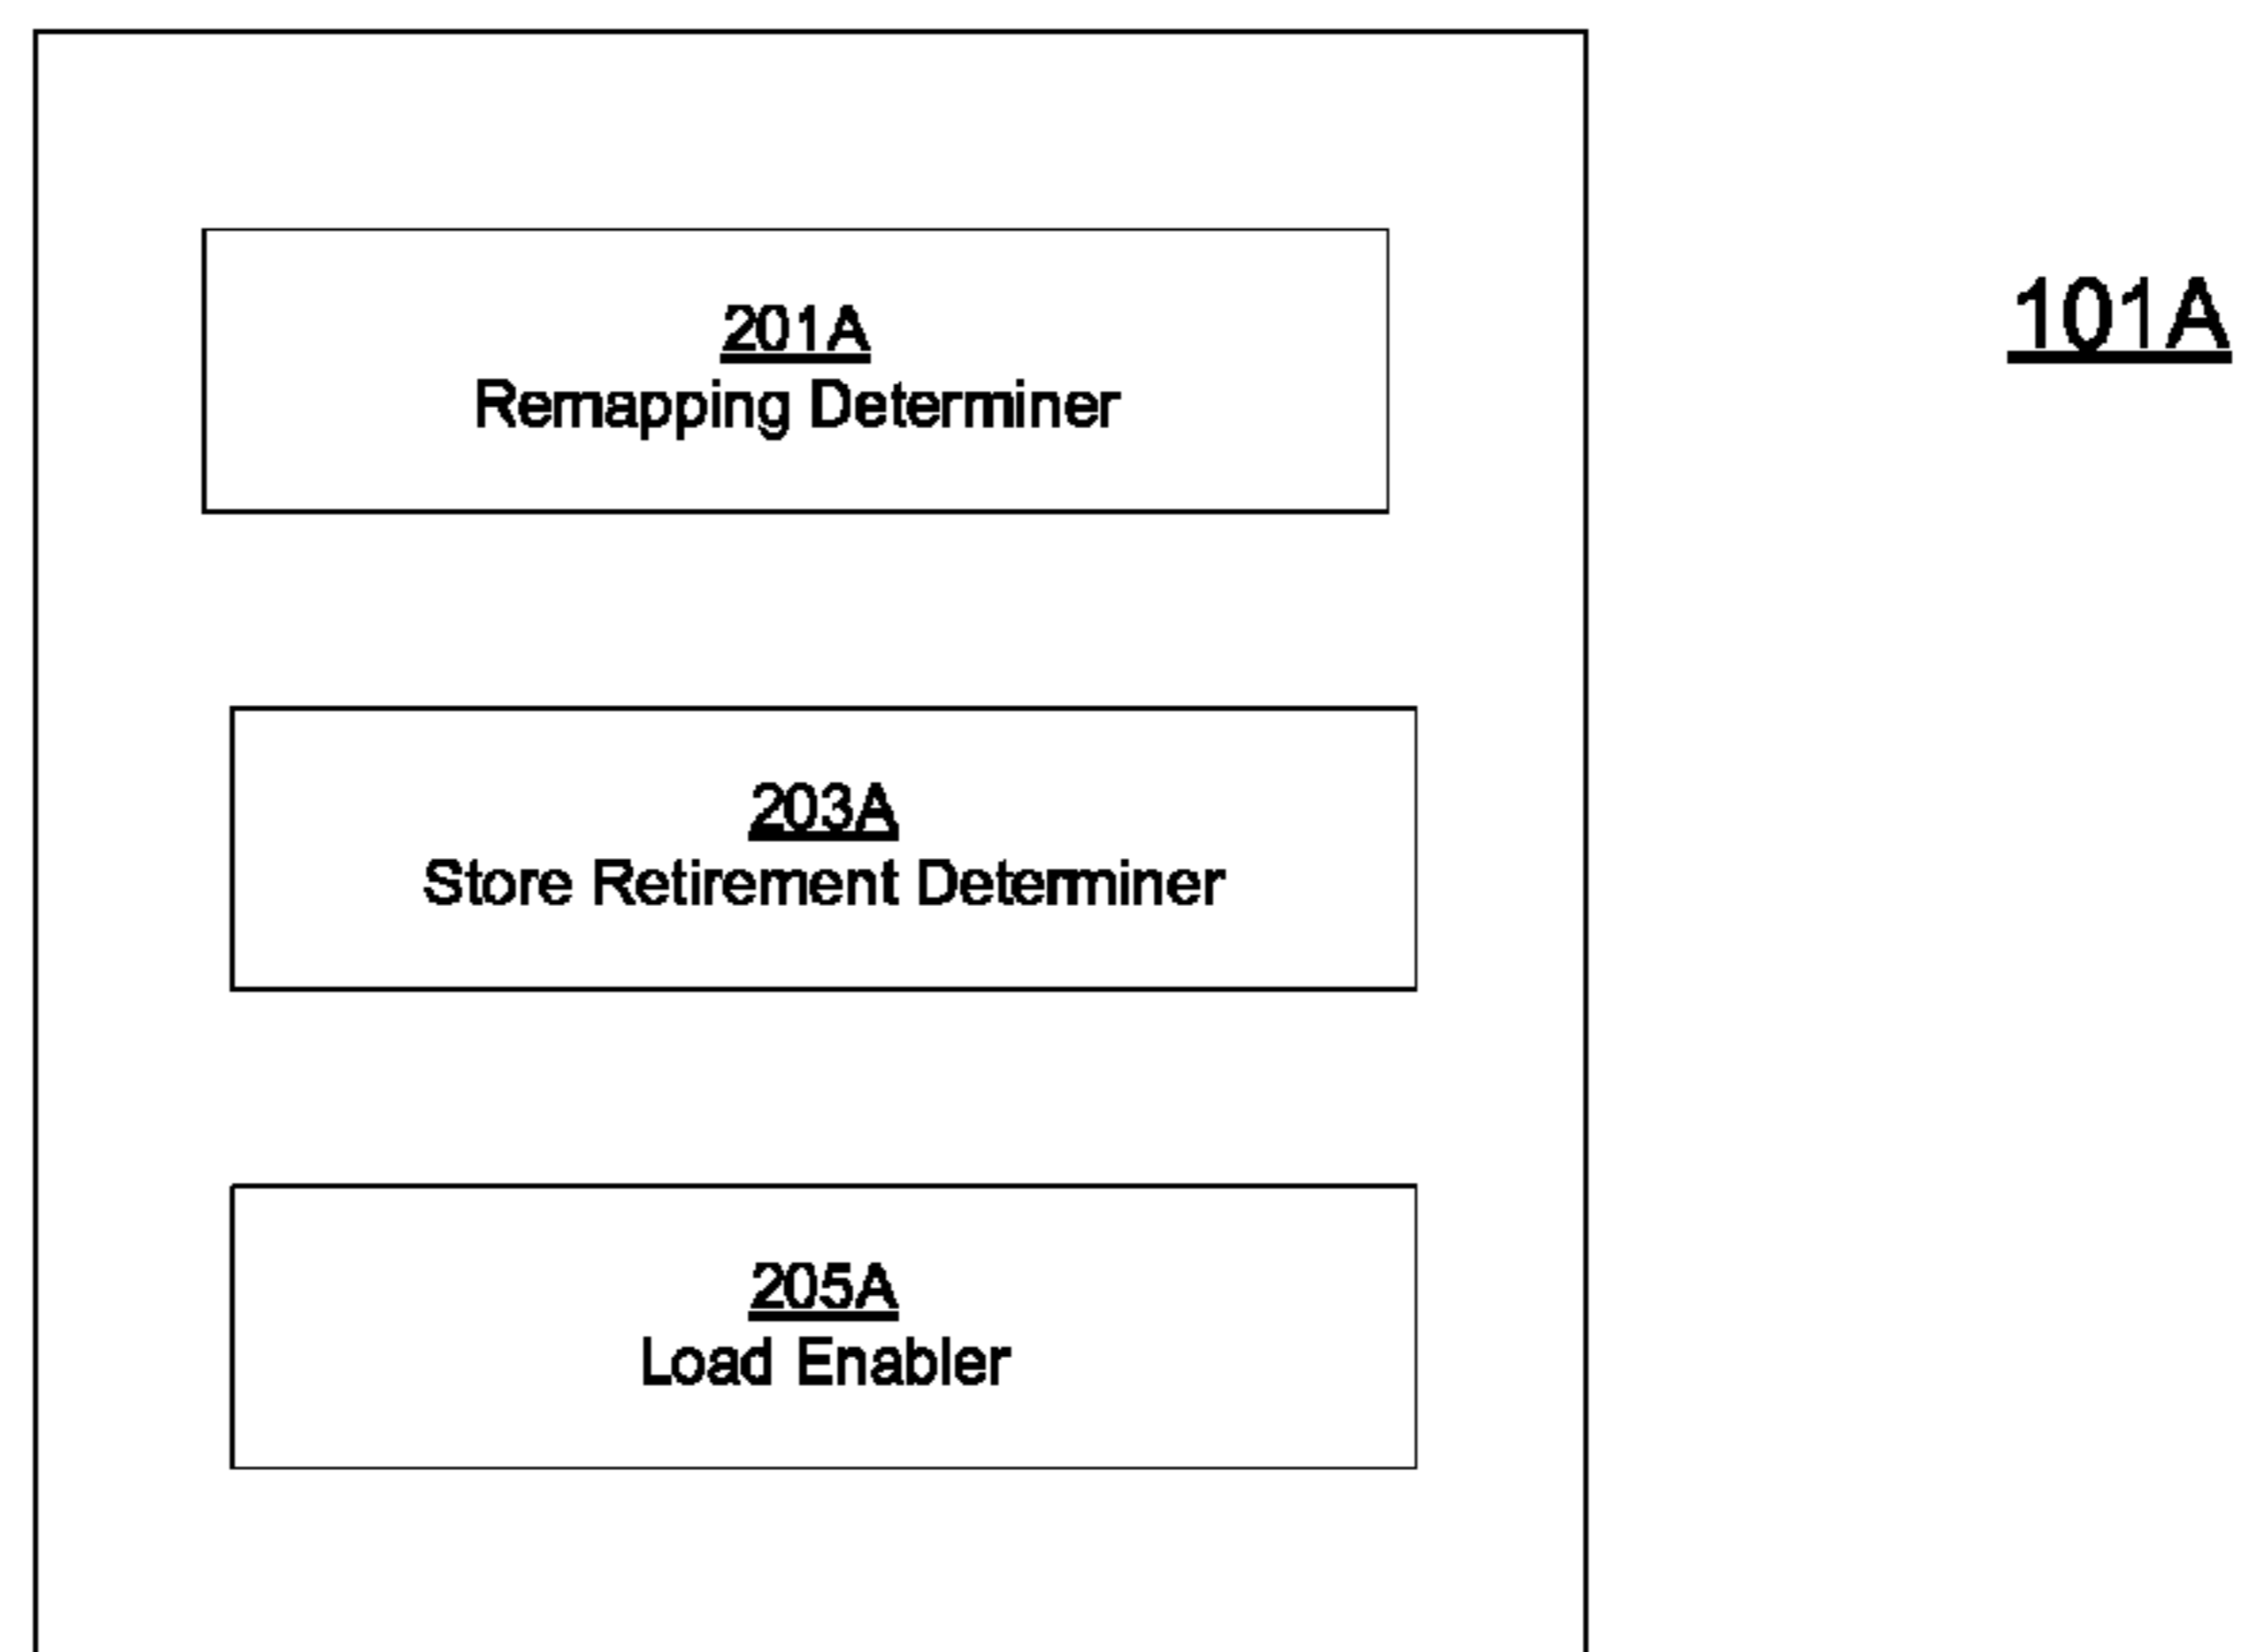 201A
Remapping Determiner
101A
203A
Store Retirement Determiner
205A
Load Enabler